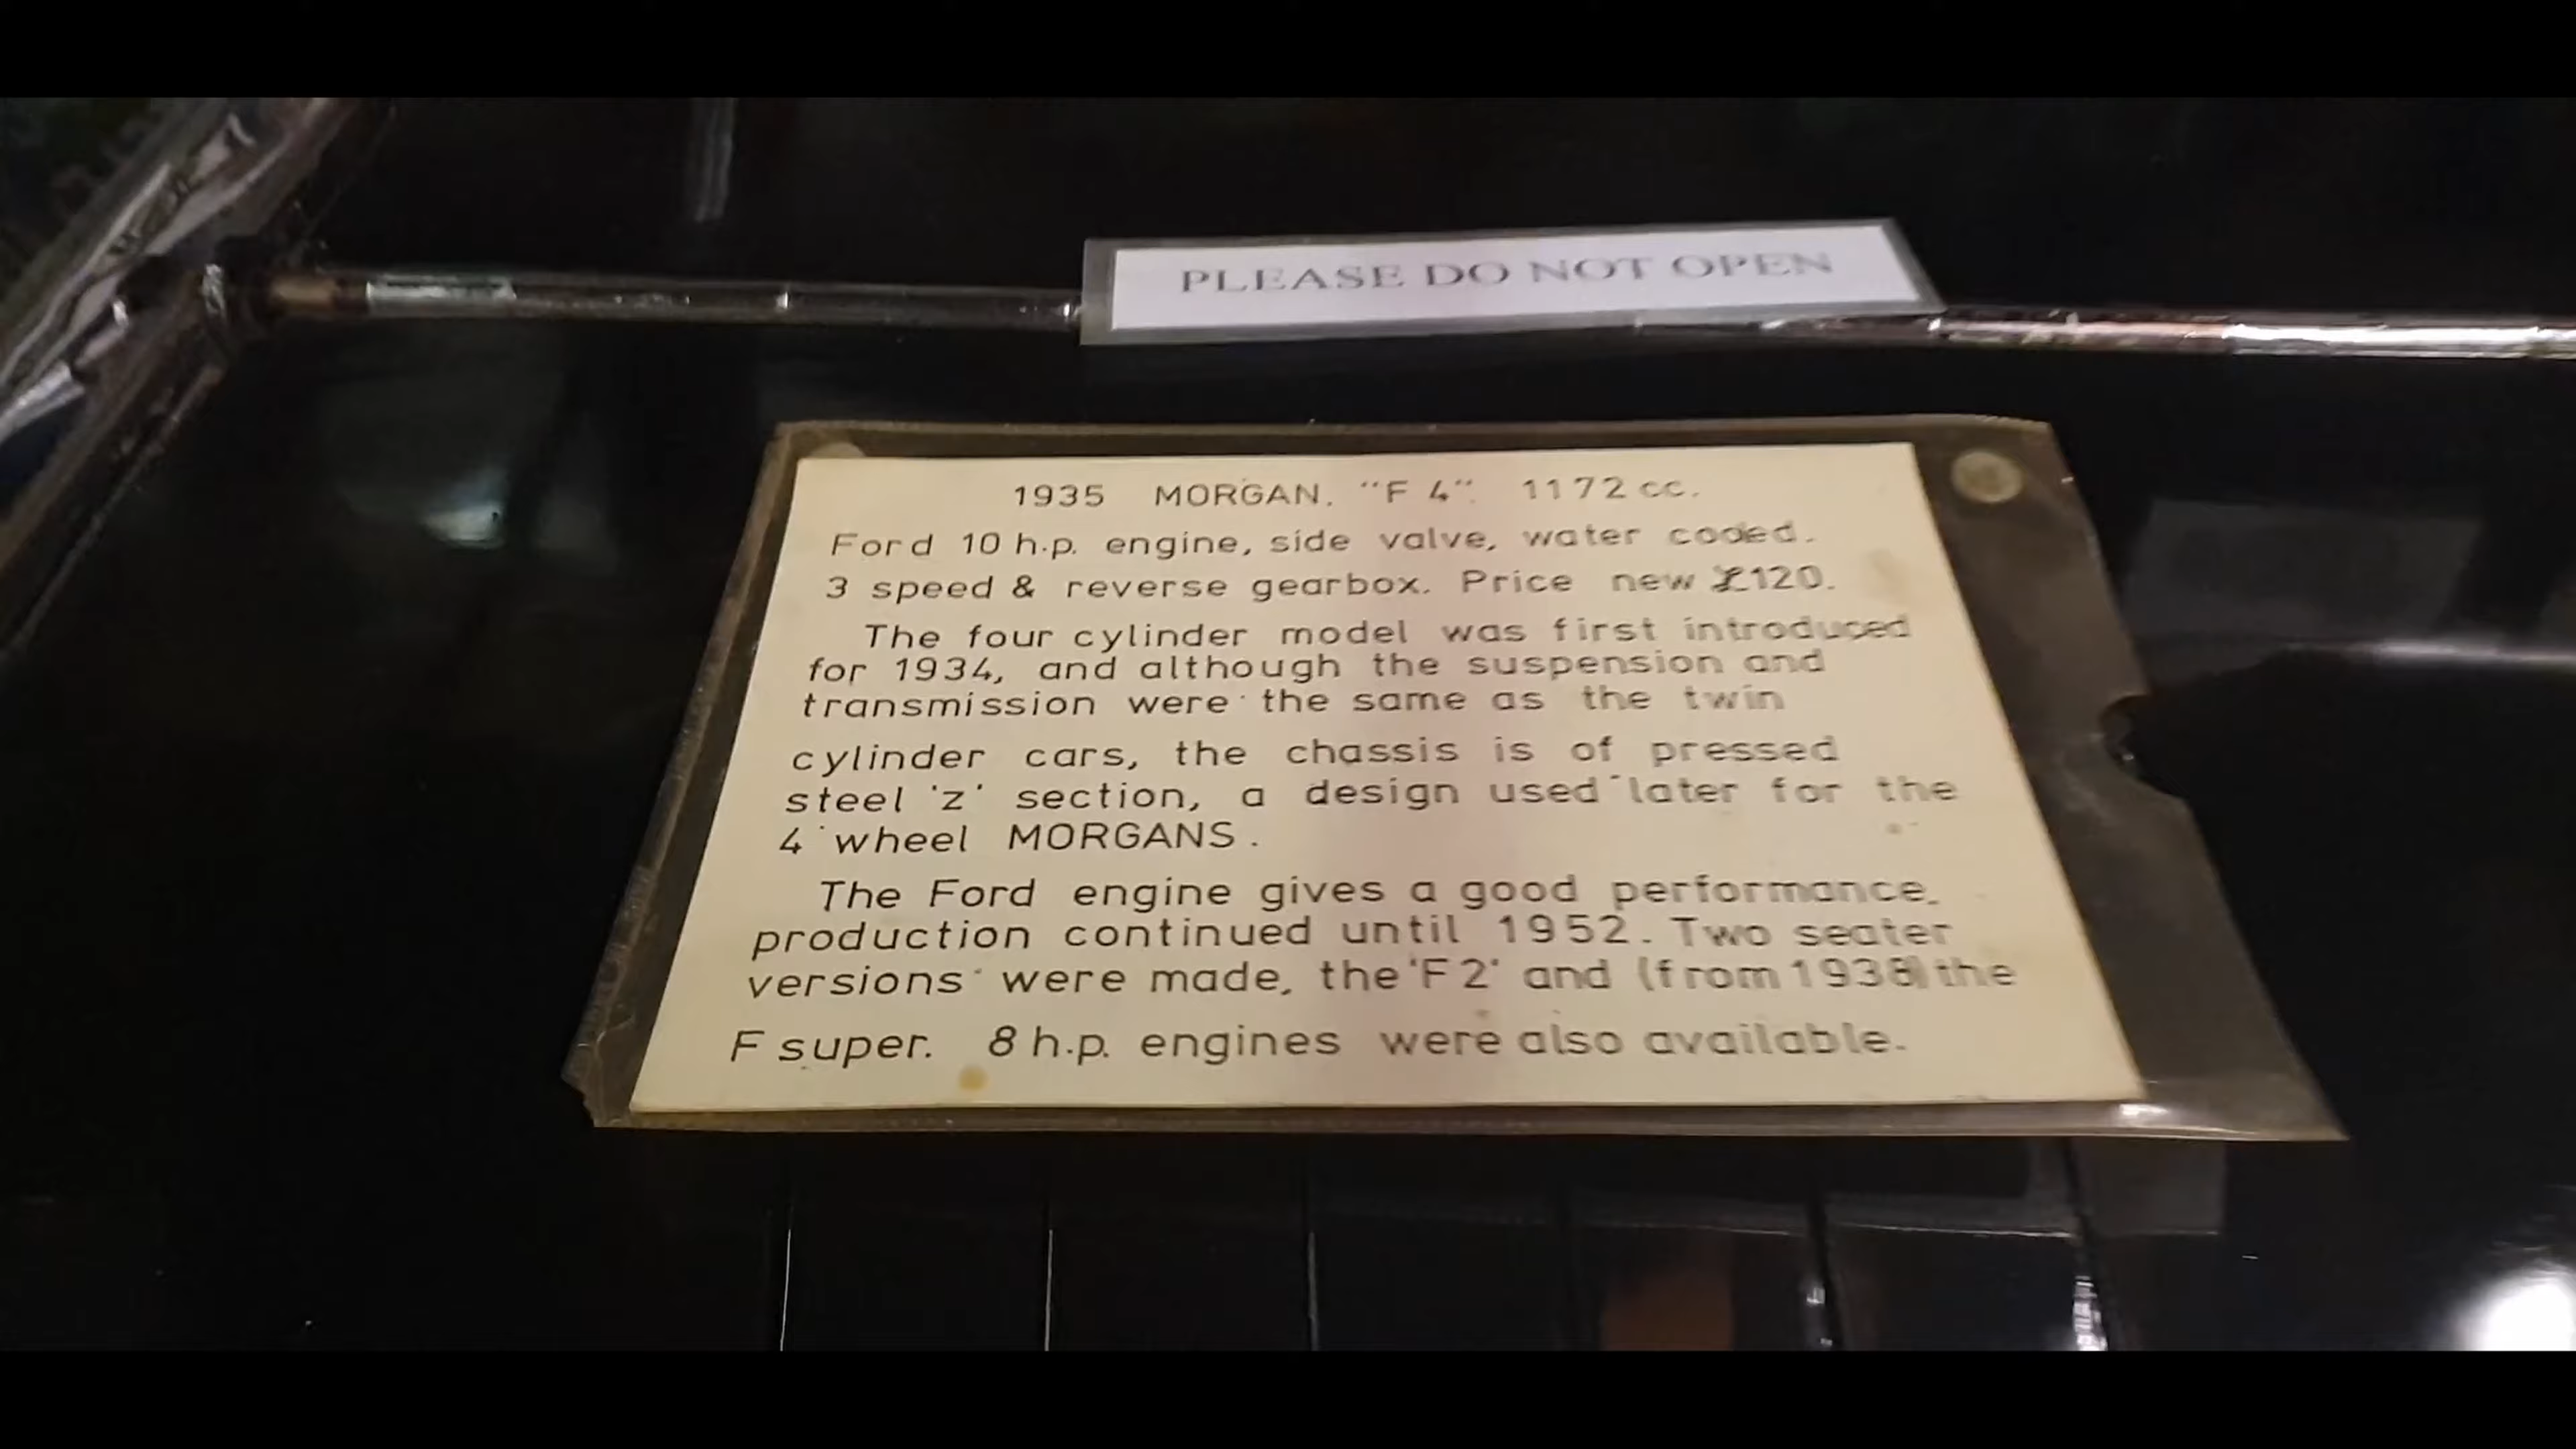 PLEASE DO NOT OPEN
1935 MORGAN. "F 4". 1172 cc.
Ford 10 h.p. engine, side valve, water cooled.
3 speed & reverse gearbox. Price new £120.
The four cylinder model was first introduced
for 1934, and although the suspension and
transmission were the same as the twin
cylinder cars, the chassis is of pressed
steel 'z' section, a design used later for the
4 wheel MORGANS.
The Ford engine gives a good performance,
production continued until 1952. Two seater
versions were made, the 'F2' and (from 1938) the
F super. 8 h.p. engines were also available.